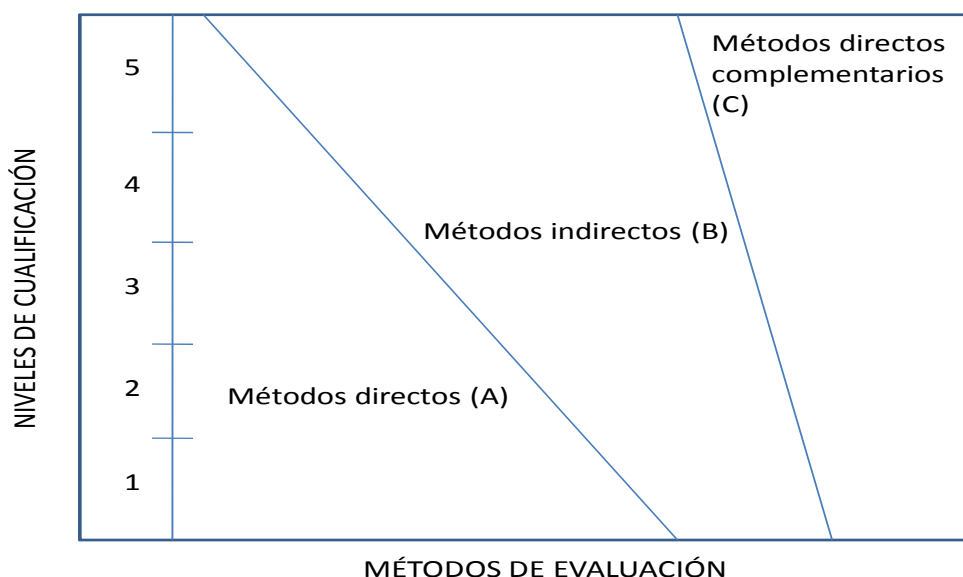 NIVELES DE CUALIFICACIÓN
5
4
3
2
1
Métodos directos
complementarios
(C)
Métodos indirectos (B)
Métodos directos (A)
MÉTODOS DE EVALUACIÓN